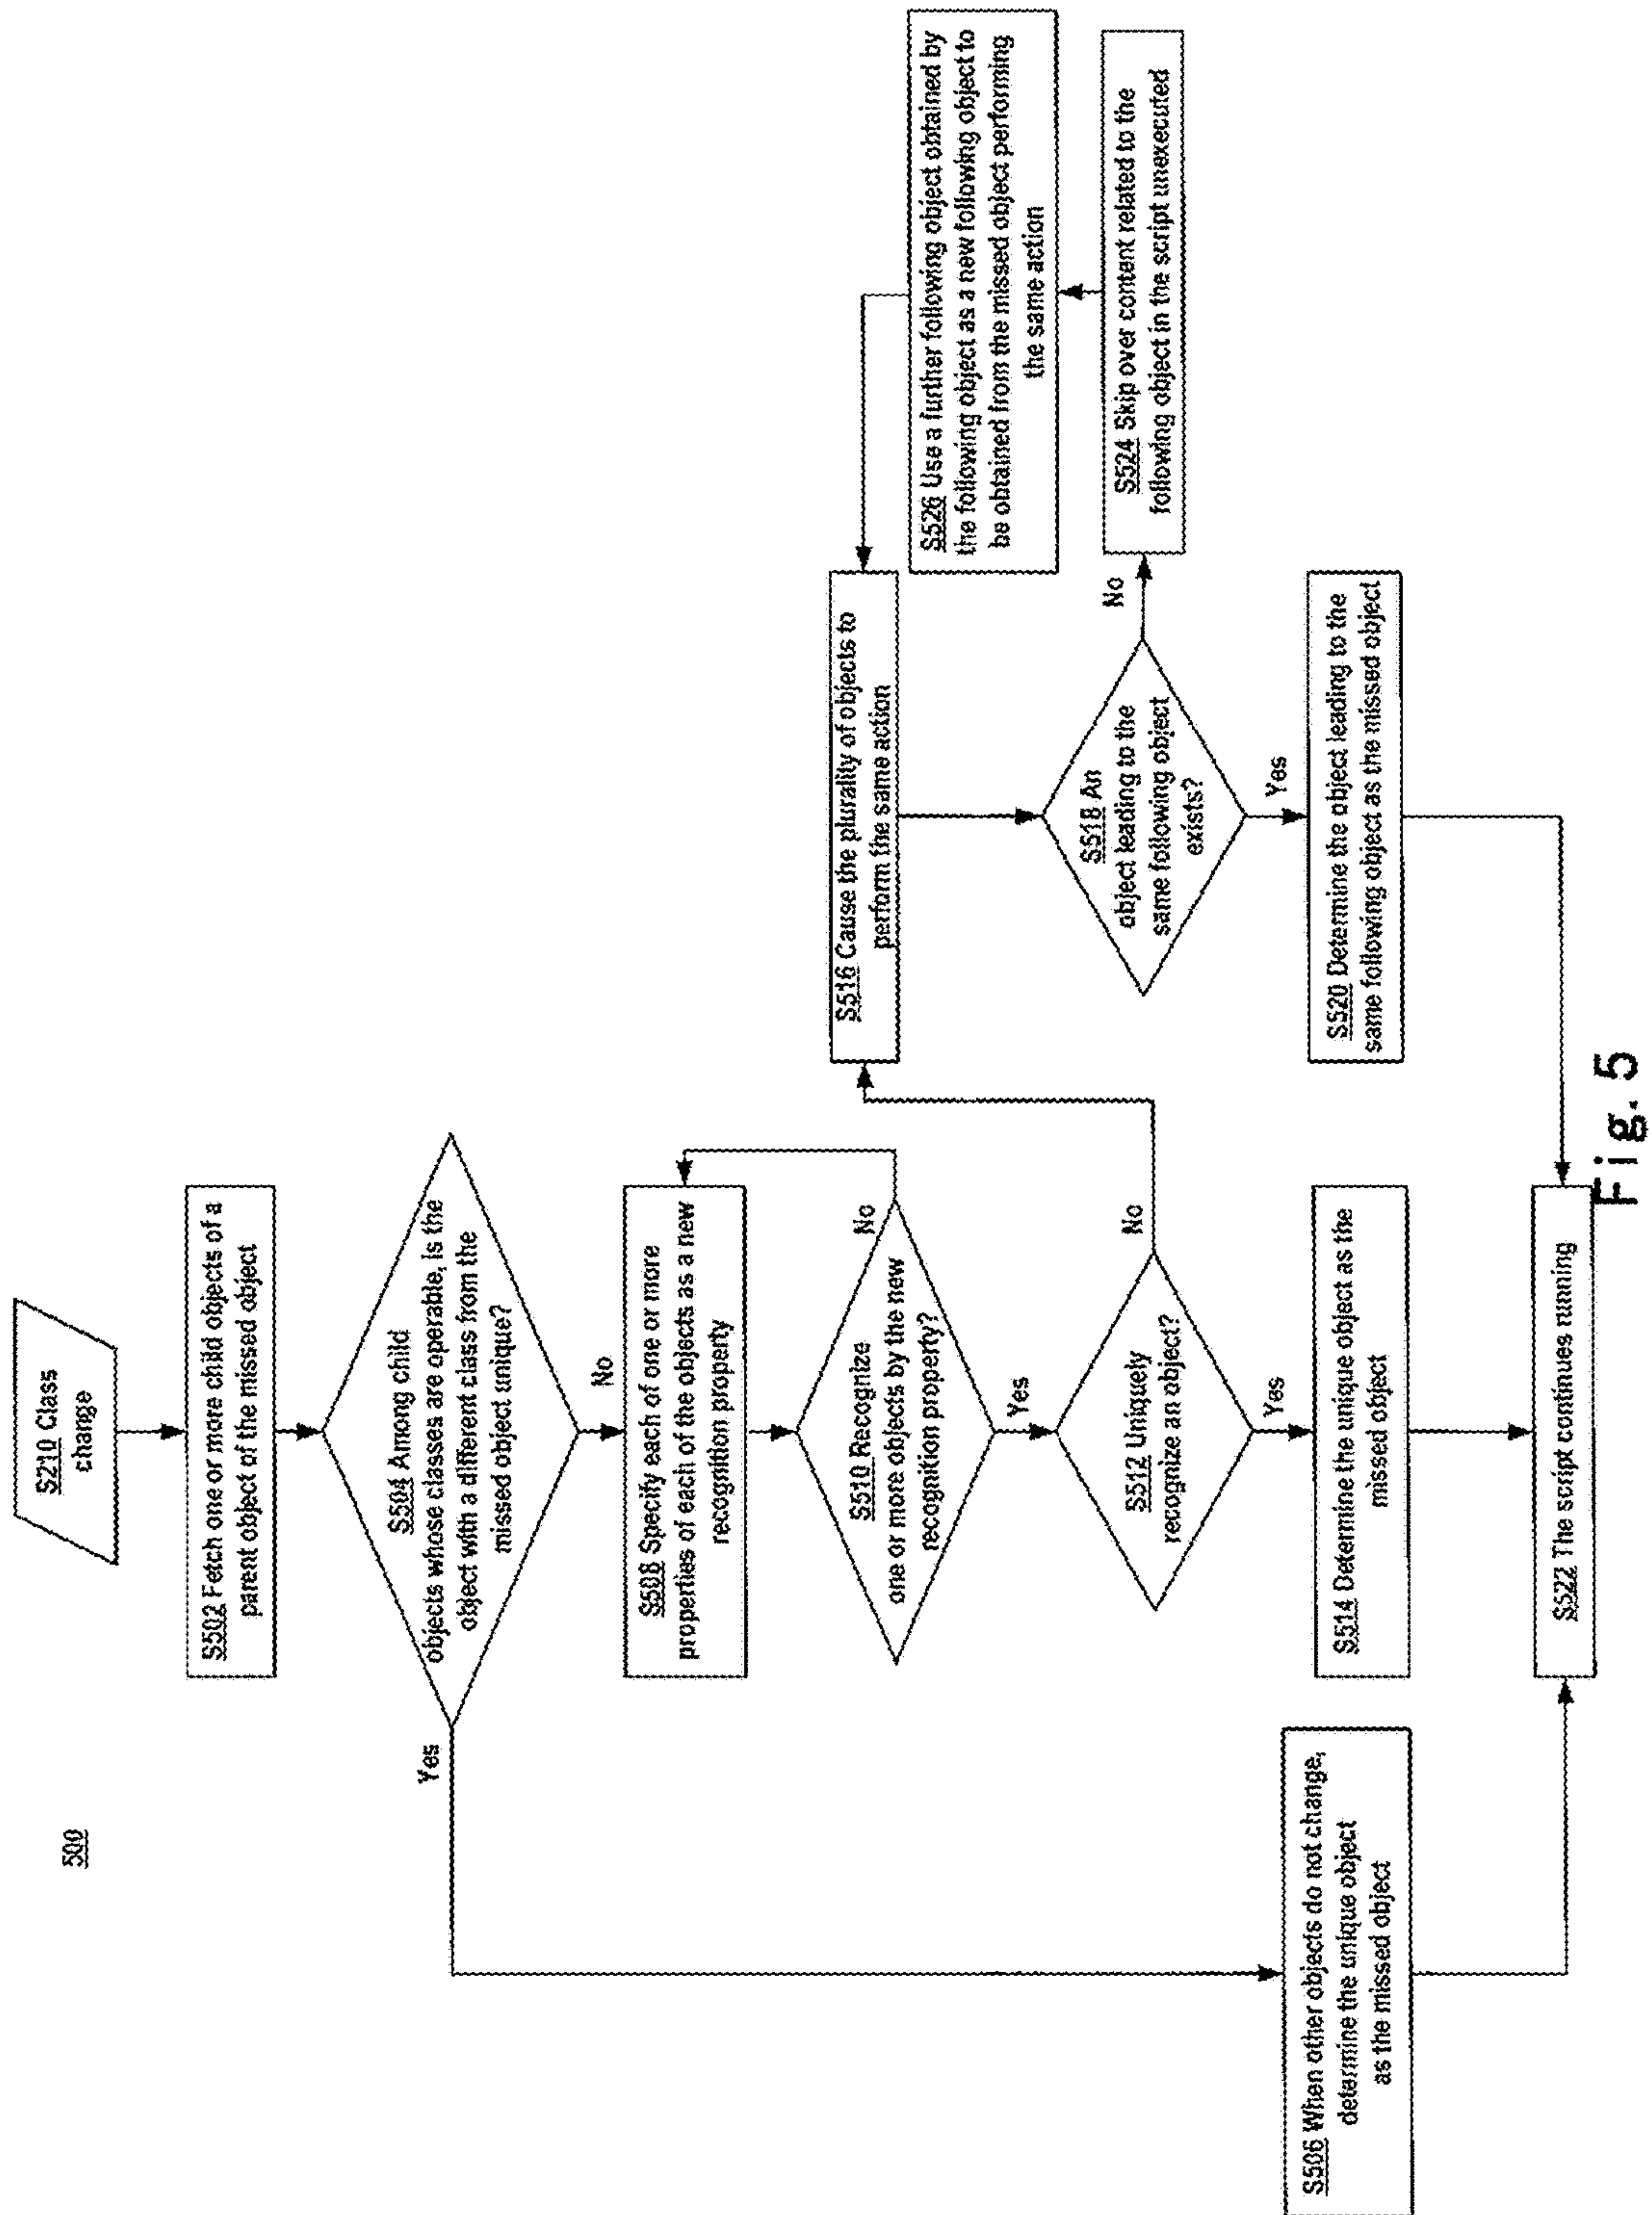 500
S210 Class
change
S502 Fetch one or more child objects of a
parent object of the missed object
S504 Among child
objects whose classes are operable, is the
object with a different class from the
missed object unique?
Yes
No
S506 When other objects do not change,
determine the unique object
as the missed object
S508 Specify each of one or more
properties of each of the objects as a new
recognition property
S510 Recognize
one or more objects by the new
recognition property?
No
Yes
S512 Uniquely
recognize an object?
No
Yes
S514 Determine the unique object as the
missed object
S516 Cause the plurality of objects to
perform the same action
S518 An
object leading to the
same following object
exists?
No
Yes
S520 Determine the object leading to the
same following object as the missed object
S522 The script continues running
S524 Skip over content related to the
following object in the script unexecuted
S526 Use a further following object obtained by
the following object as a new following object to
be obtained from the missed object performing
the same action
Fig. 5